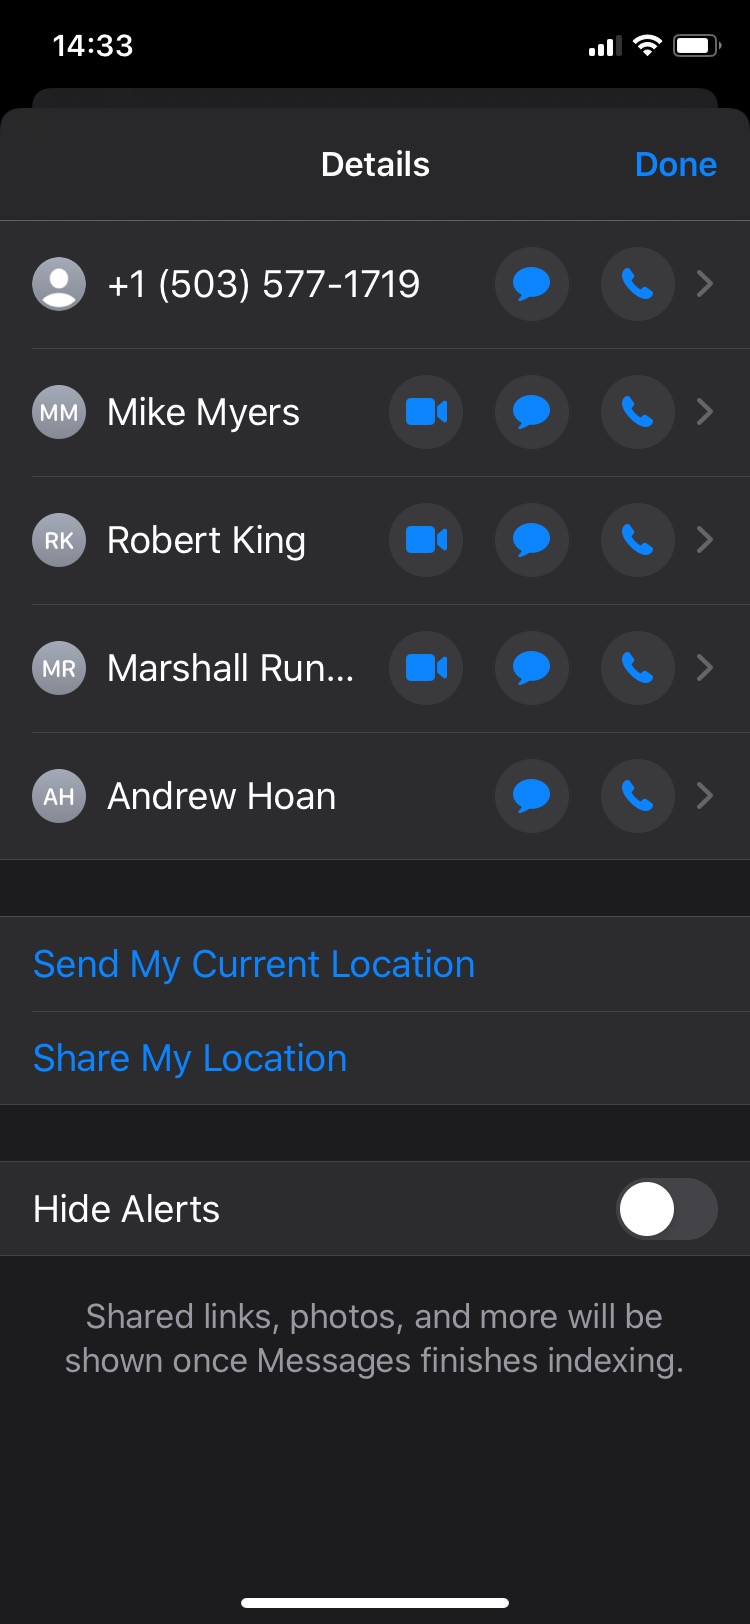 14:33
Details
Done
+1 (503) 577-1719
MM
Mike Myers
RK
Robert King
MR
Marshall Run...
AH
Andrew Hoan
Send My Current Location
Share My Location
Hide Alerts
Shared links, photos, and more will be
shown once Messages finishes indexing.